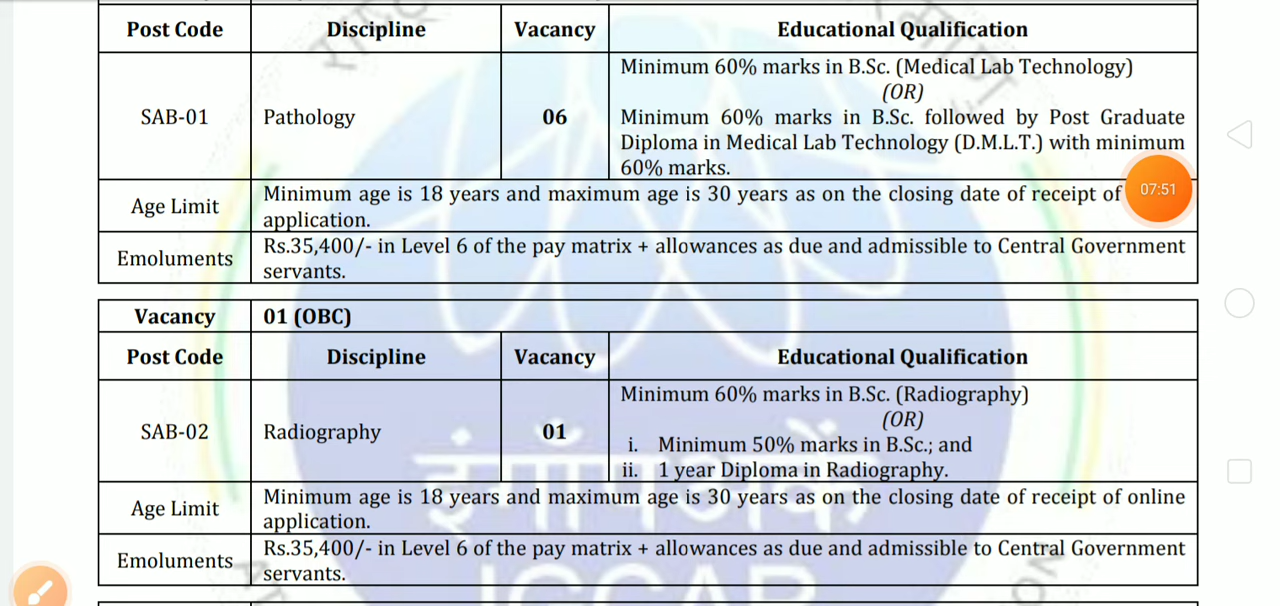 Post Code Discipline Vacancy Educational Qualification
Minimum 60% marks in B.Sc. (Medical Lab Technology)
(OR)
SAB-01 Pathology 06 Minimum 60% marks in B.Sc. followed by Post Graduate
Diploma in Medical Lab Technology (D.M.L.T.) with minimum
60% marks.
Age Limit Minimum age is 18 years and maximum age is 30 years as on the closing date of receipt of
application.
07:51
Emoluments Rs.35,400/- in Level 6 of the pay matrix + allowances as due and admissible to Central Government
servants.
Vacancy 01 (OBC)
Post Code Discipline Vacancy Educational Qualification
Minimum 60% marks in B.Sc. (Radiography)
(OR)
SAB-02 Radiography 01 i. Minimum 50% marks in B.Sc.; and
ii. 1 year Diploma in Radiography.
Age Limit Minimum age is 18 years and maximum age is 30 years as on the closing date of receipt of online
application.
Emoluments Rs.35,400/- in Level 6 of the pay matrix + allowances as due and admissible to Central Government
servants.